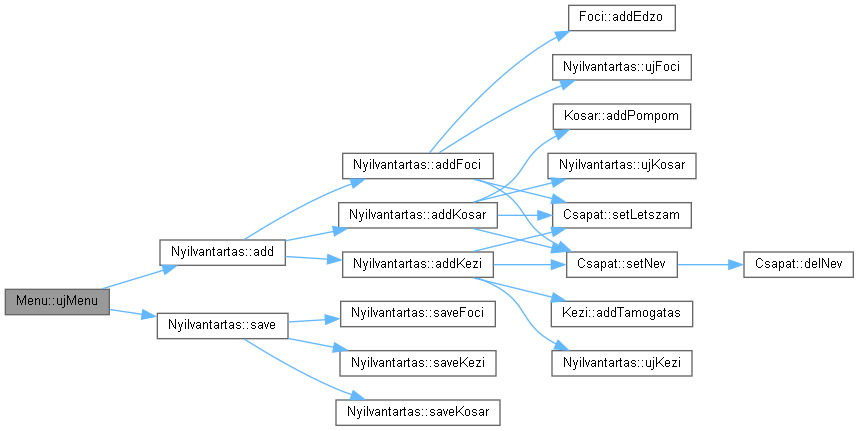 Foci::addEdzo
Nyilvantartas::ujFoci
Kosar::addPompom
Nyilvantartas::addFoci
Nyilvantartas::ujKosar
Nyilvantartas::addKosar
Csapat::setLetszam
Nyilvantartas::add
Nyilvantartas::addKezi
Csapat::setNev
Csapat::delNev
Menu::ujMenu
Nyilvantartas::saveFoci
Kezi::addTamogatas
Nyilvantartas::save
Nyilvantartas::saveKezi
Nyilvantartas::ujKezi
Nyilvantartas::saveKosar